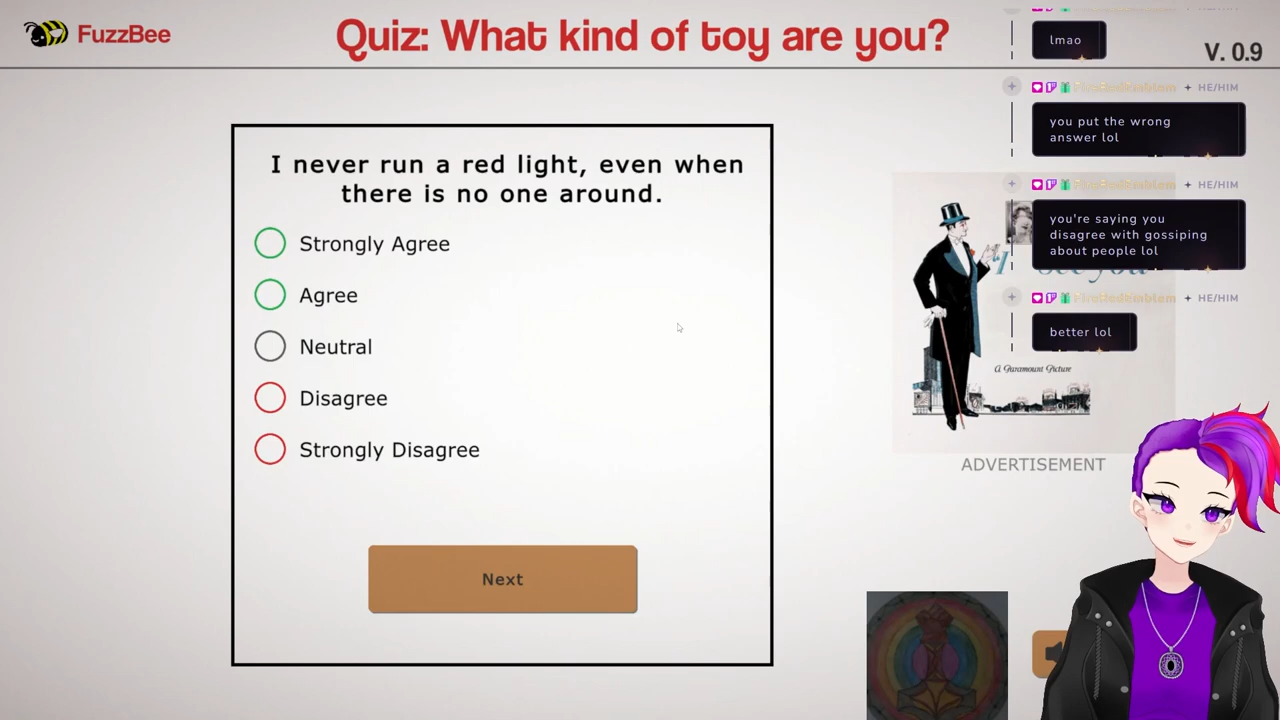 FuzzBee
Quiz: What kind of toy are you?
V. 0.9
I never run a red light, even when
there is no one around.
Strongly Agree
Agree
Neutral
Disagree
Strongly Disagree
Next
lmao
HE/HIM
you put the wrong
answer lol
HE/HIM
you're saying you
disagree with gossiping
about people lol
HE/HIM
better lol
I See you
A Paramount Picture
ADVERTISEMENT